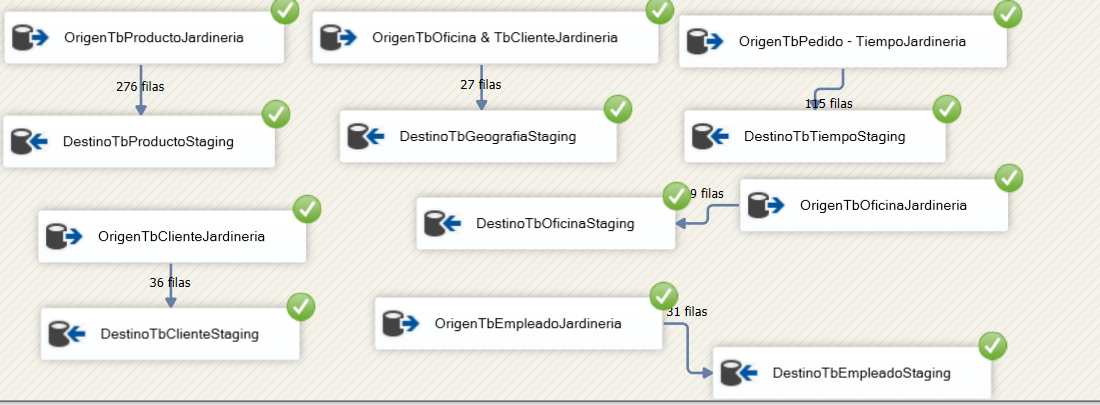 OrigenTbProductoJardineria
OrigenTbOficina & TbClienteJardineria
OrigenTbPedido - TiempoJardineria
276 filas
27 filas
115 filas
DestinoTbProductoStaging
DestinoTbGeografiaStaging
DestinoTbTiempoStaging
9 filas
OrigenTbOficinaJardineria
DestinoTbOficinaStaging
OrigenTbClienteJardineria
36 filas
31 filas
OrigenTbEmpleadoJardineria
DestinoTbClienteStaging
DestinoTbEmpleadoStaging